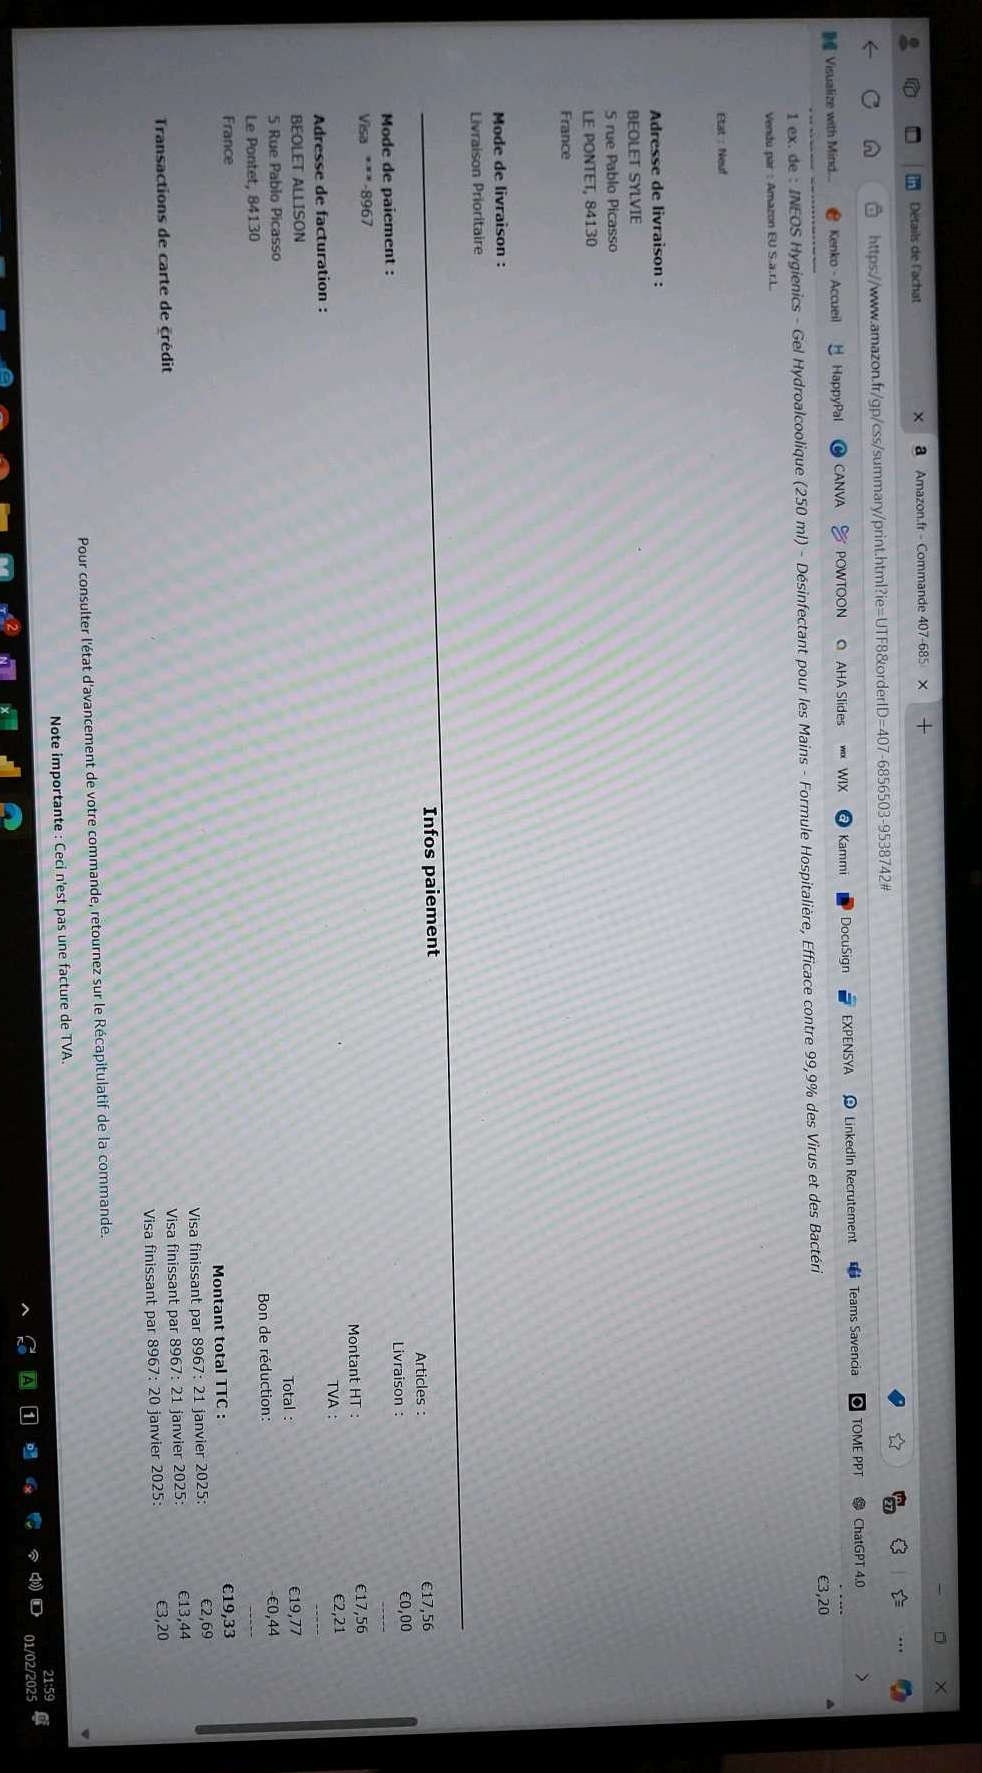 Détails de l'achat
Amazon.fr - Commande 407-685
https://www.amazon.fr/gp/css/summary/print.html?ie=UTF8&orderID=407-6856503-9538742#
27
Visualize with Mind... Kenko - Accueil HappyPal CANVA POWTOON AHA Slides WIX Kammi DocuSign EXPENSYA LinkedIn Recrutement Teams Savencia TOME PPT ChatGPT 4.0
1 ex. de : INEOS Hygienics - Gel Hydroalcoolique (250 ml) - Désinfectant pour les Mains - Formule Hospitalière, Efficace contre 99,9% des Virus et des Bactéri €3,20
Vendu par : Amazon EU S.a.r.L.
État : Neuf
Adresse de livraison :
BEOLET SYLVIE
5 rue Pablo Picasso
LE PONTET, 84130
France
Mode de livraison :
Livraison Prioritaire
Infos paiement
Mode de paiement :
Visa ***-8967
Adresse de facturation :
BEOLET ALLISON
5 Rue Pablo Picasso
Le Pontet, 84130
France
Articles : €17,56
Livraison : €0,00
-----
Montant HT : €17,56
TVA : €2,21
-----
Total : €19,77
Bon de réduction: -€0,44
-----
Montant total TTC : €19,33
Transactions de carte de crédit
Visa finissant par 8967: 21 janvier 2025: €2,69
Visa finissant par 8967: 21 janvier 2025: €13,44
Visa finissant par 8967: 20 janvier 2025: €3,20
Pour consulter l'état d'avancement de votre commande, retournez sur le Récapitulatif de la commande.
Note importante : Ceci n'est pas une facture de TVA.
21:59
01/02/2025